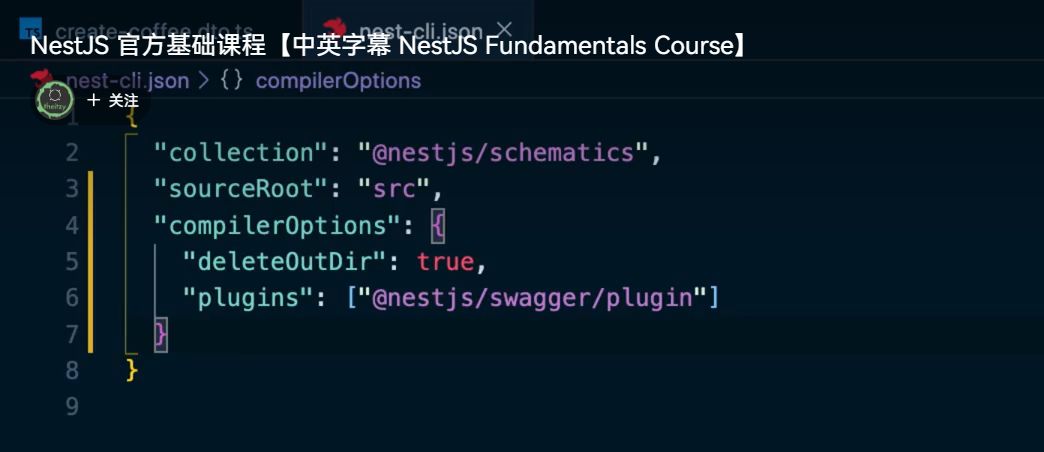 TS create-coffee.dto.ts nest-cli.json ×
NestJS 官方基础课程【中英字幕 NestJS Fundamentals Course】
nest-cli.json > {} compilerOptions
theitzy + 关注
1 {
2 "collection": "@nestjs/schematics",
3 "sourceRoot": "src",
4 "compilerOptions": {
5 "deleteOutDir": true,
6 "plugins": ["@nestjs/swagger/plugin"]
7 }
8 }
9